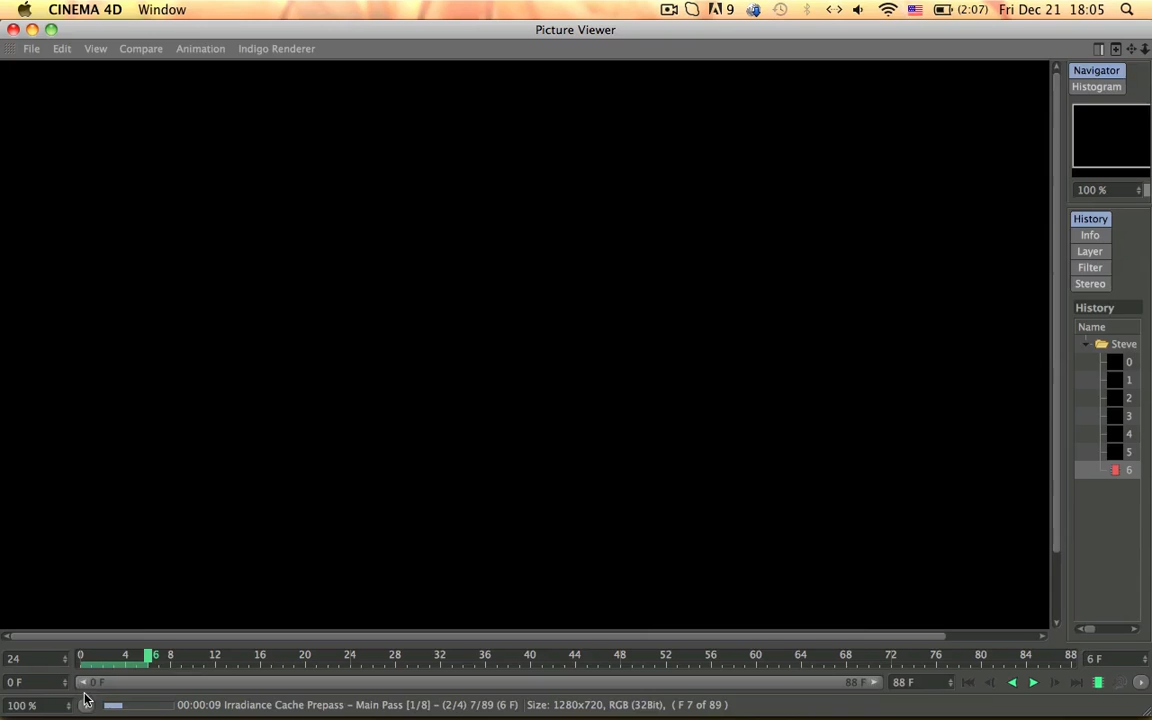 CINEMA 4D Window 9 (2:07) Fri Dec 21 18:05
Picture Viewer
File Edit View Compare Animation Indigo Renderer
Navigator
Histogram
100 %
History
Info
Layer
Filter
Stereo
History
Name
Steve
0
1
2
3
4
5
6
24 0 4 6 8 12 16 20 24 28 32 36 40 44 48 52 56 60 64 68 72 76 80 84 88 6 F
0 F 0 F 88 F 88 F
100 % 00:00:09 Irradiance Cache Prepass - Main Pass [1/8] - (2/4) 7/89 (6 F) Size: 1280x720, RGB (32Bit), ( F 7 of 89 )